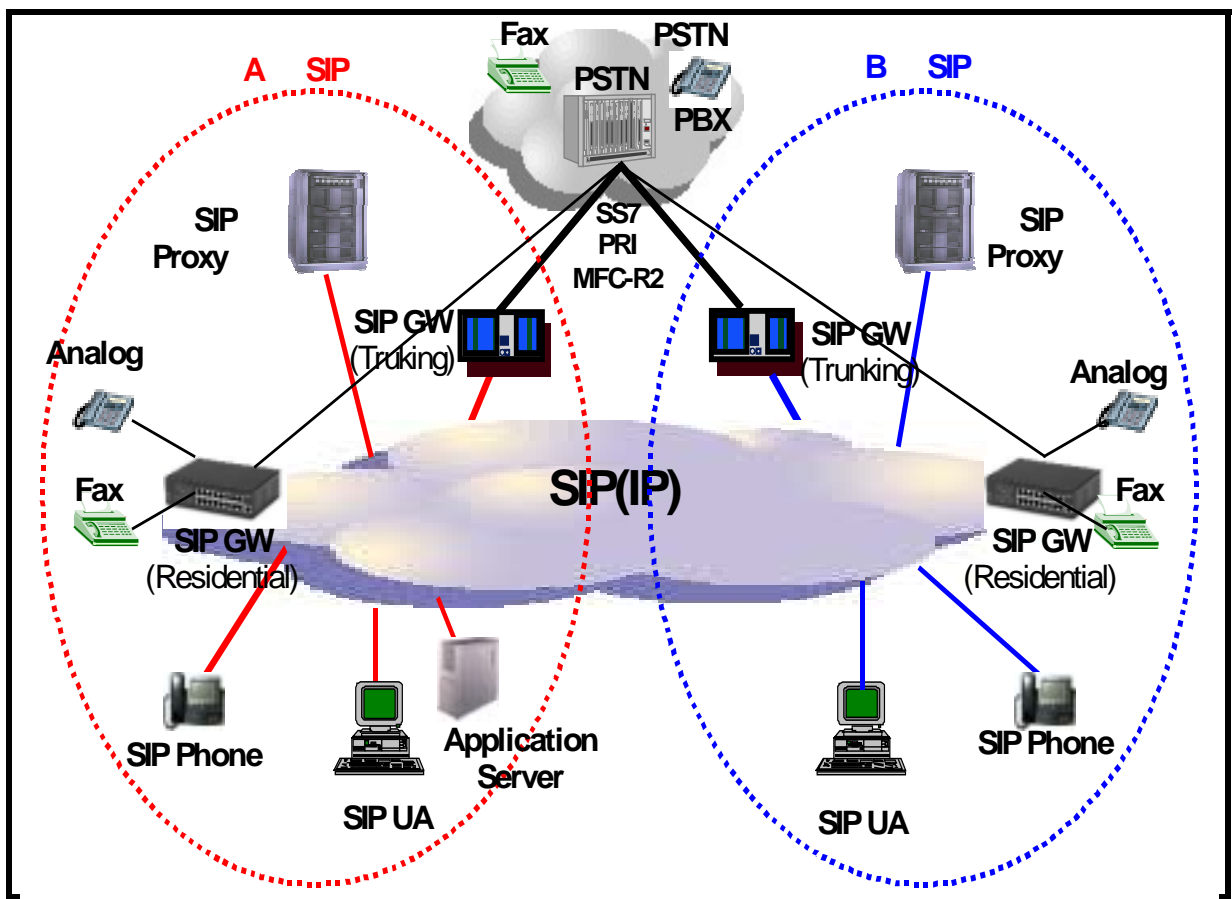 Fax
PSTN
A SIP
PSTN
B SIP
PBX
SIP
Proxy
SS7
PRI
MFC-R2
SIP
Proxy
SIP GW
(Truking)
SIP GW
(Trunking)
Analog
Analog
SIP(IP)
Fax
Fax
SIP GW
(Residential)
SIP GW
(Residential)
SIP Phone
Application
Server
SIP Phone
SIP UA
SIP UA